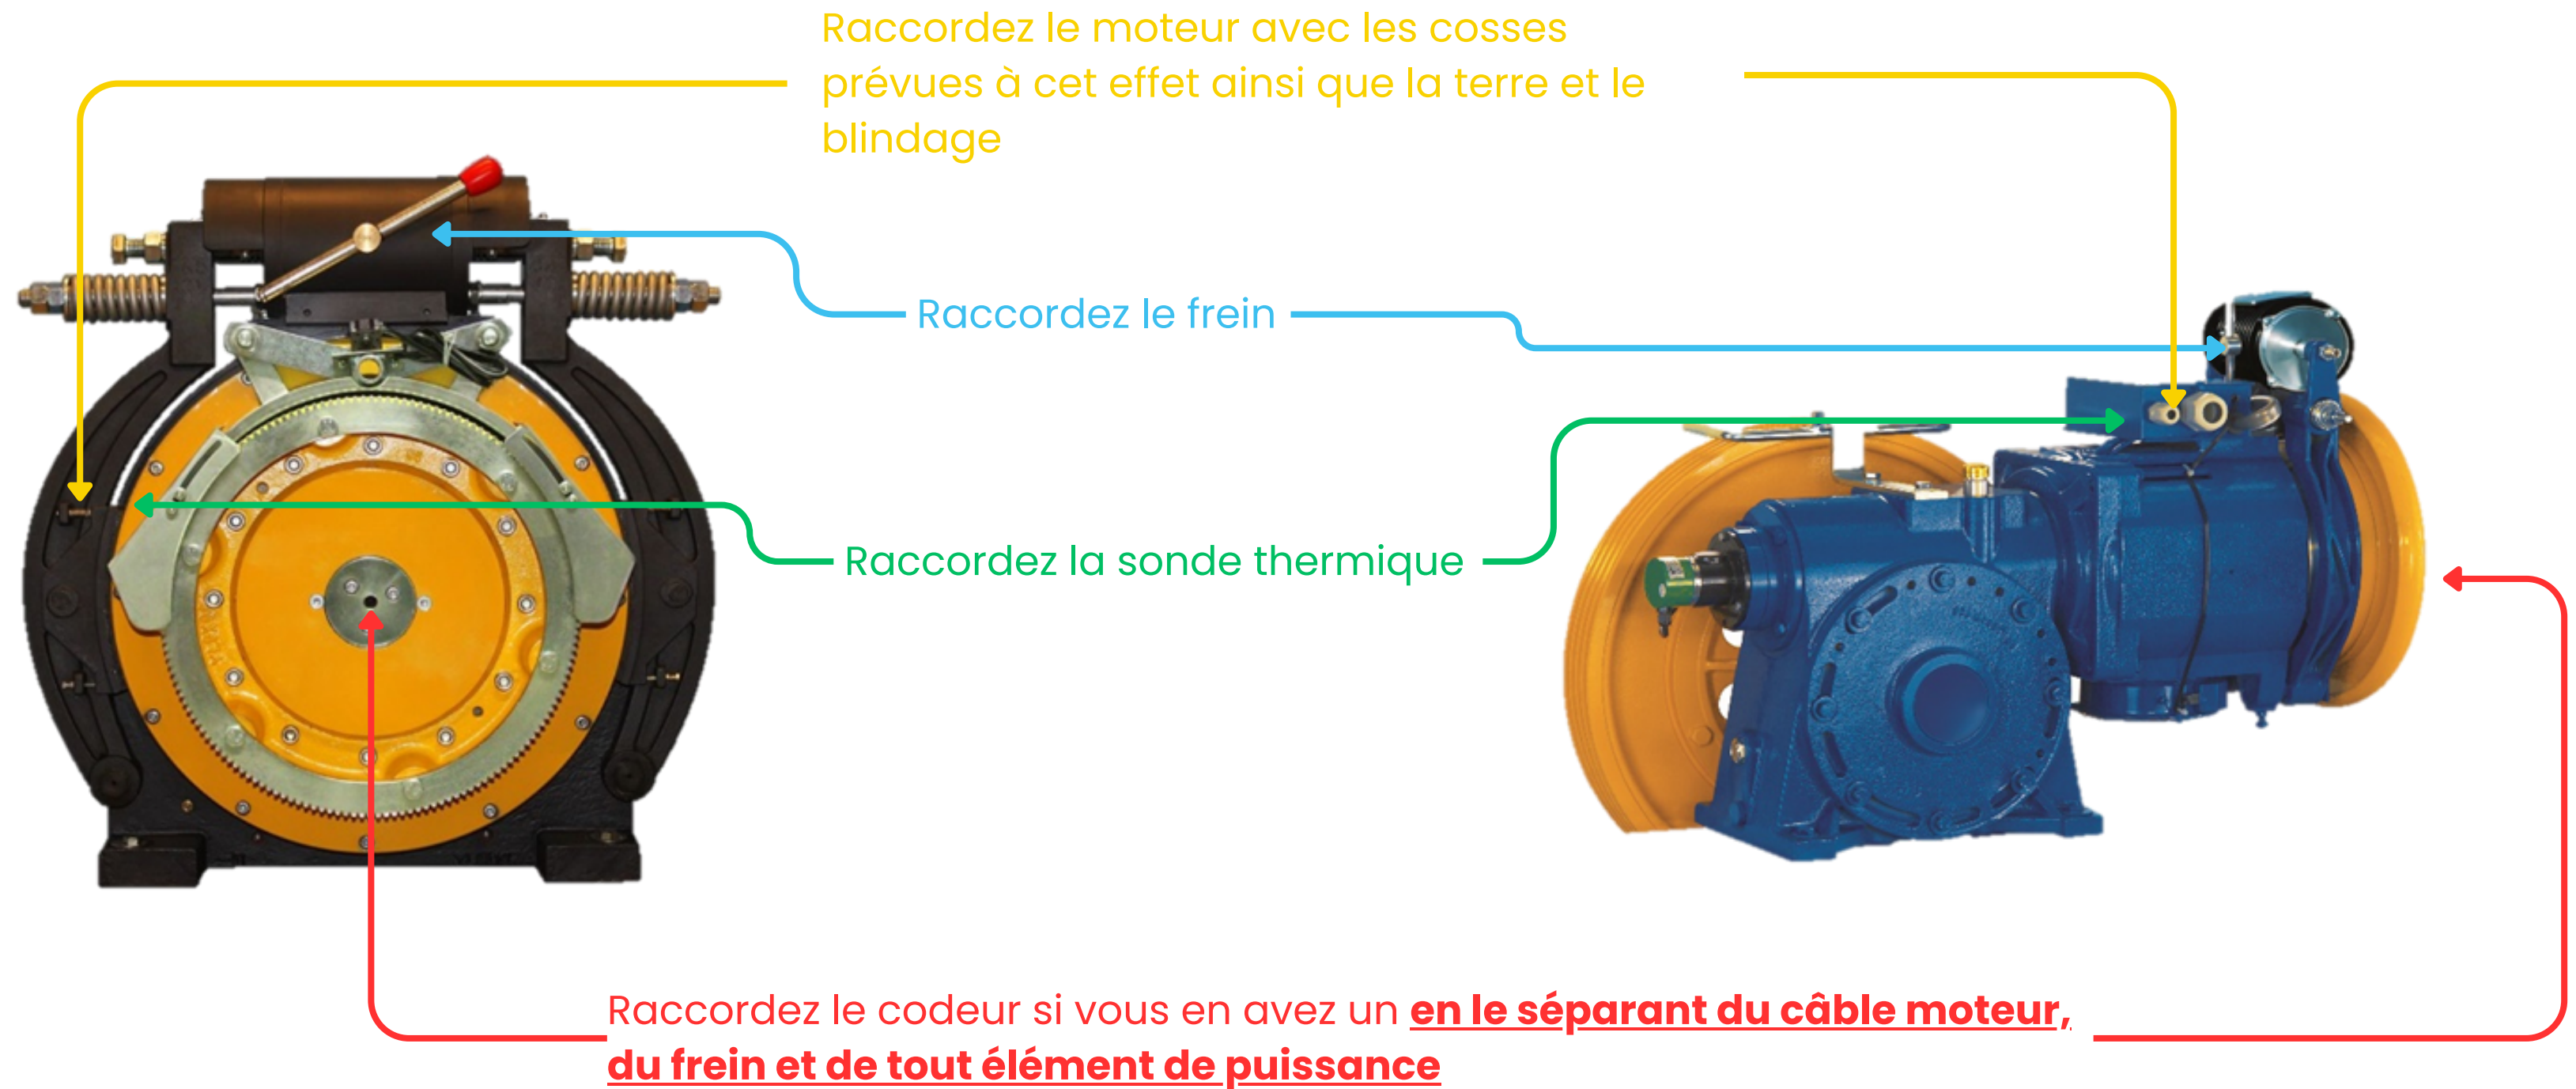 Raccordez le moteur avec les cosses
prévues à cet effet ainsi que la terre et le
blindage
Raccordez le frein
Raccordez la sonde thermique
Raccordez le codeur si vous en avez un en le séparant du câble moteur,
du frein et de tout élément de puissance